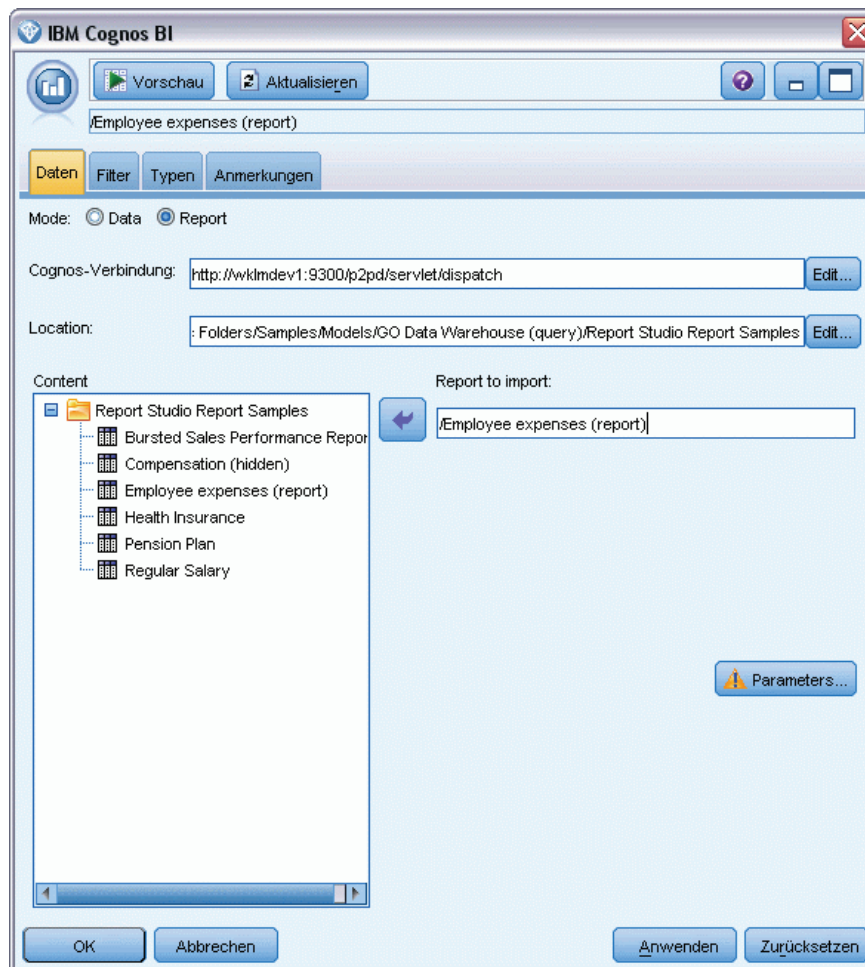 IBM Cognos BI
Vorschau
Aktualisieren
/Employee expenses (report)
Daten
Filter
Typen
Anmerkungen
Mode: Data Report
Cognos-Verbindung: http://wklmdev1:9300/p2pd/servlet/dispatch Edit...
Location: : Folders/Samples/Models/GO Data Warehouse (query)/Report Studio Report Samples Edit...
Content
Report Studio Report Samples
Bursted Sales Performance Repor
Compensation (hidden)
Employee expenses (report)
Health Insurance
Pension Plan
Regular Salary
Report to import:
/Employee expenses (report)
Parameters...
OK
Abbrechen
Anwenden
Zurücksetzen